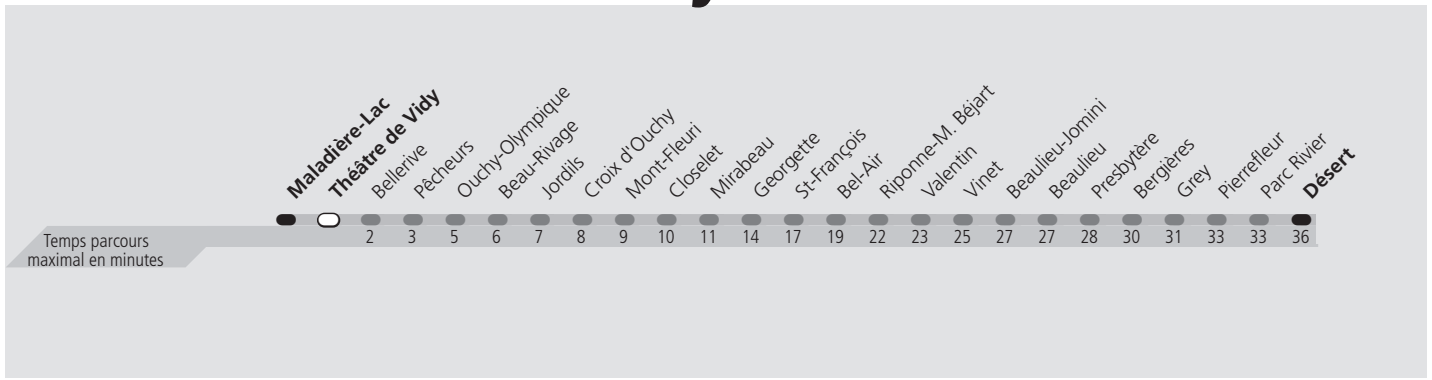 Maladière-Lac
Théâtre de Vidy
Bellerive
Pêcheurs
Ouchy-Olympique
Beau-Rivage
Jordils
Croix d'Ouchy
Mont-Fleuri
Closelet
Mirabeau
Georgette
St-François
Bel-Air
Riponne-M. Béjart
Valentin
Vinet
Beaulieu-Jomini
Beaulieu
Presbytère
Bergières
Grey
Pierrefleur
Parc Rivier
Désert
Temps parcours
maximal en minutes
2 3 5 6 7 8 9 10 11 14 17 19 22 23 25 27 27 28 30 31 33 33 36